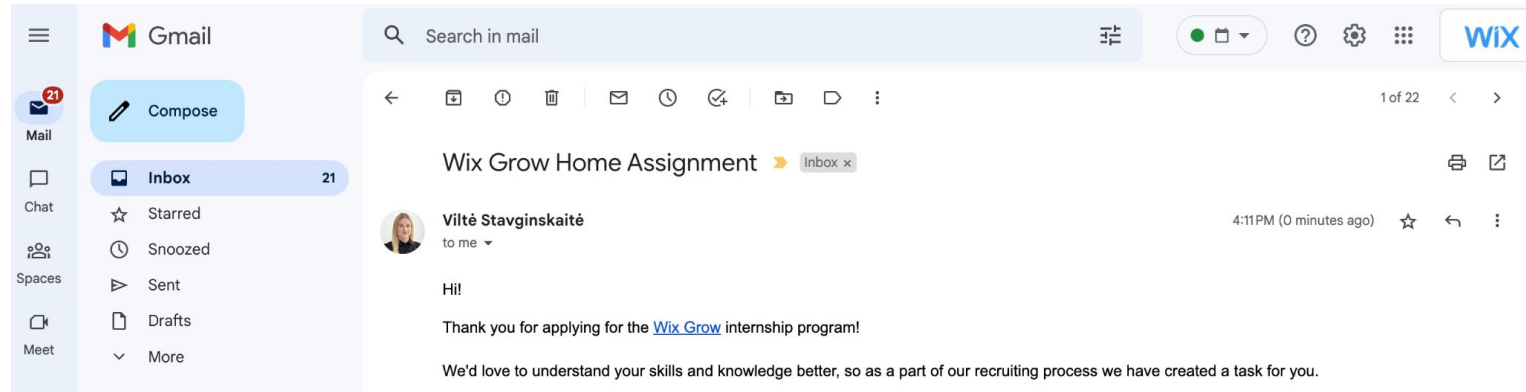 Gmail
Search in mail
WiX
21
Mail
Compose
1 of 22
Wix Grow Home Assignment Inbox ×
Inbox 21
Chat
Starred
Viltė Stavginskaitė 4:11 PM (0 minutes ago)
to me
Snoozed
Spaces
Sent
Hi!
Drafts
Thank you for applying for the Wix Grow internship program!
Meet
More
We'd love to understand your skills and knowledge better, so as a part of our recruiting process we have created a task for you.